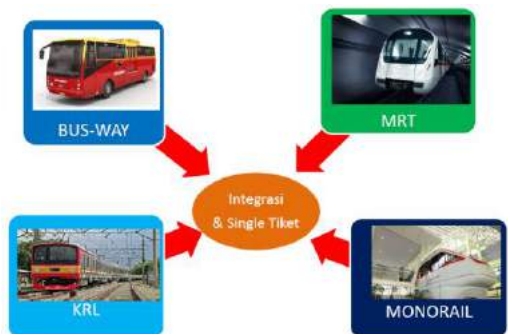 BUS-WAY
MRT
Integrasi
& Single Tiket
KRL
MONORAIL